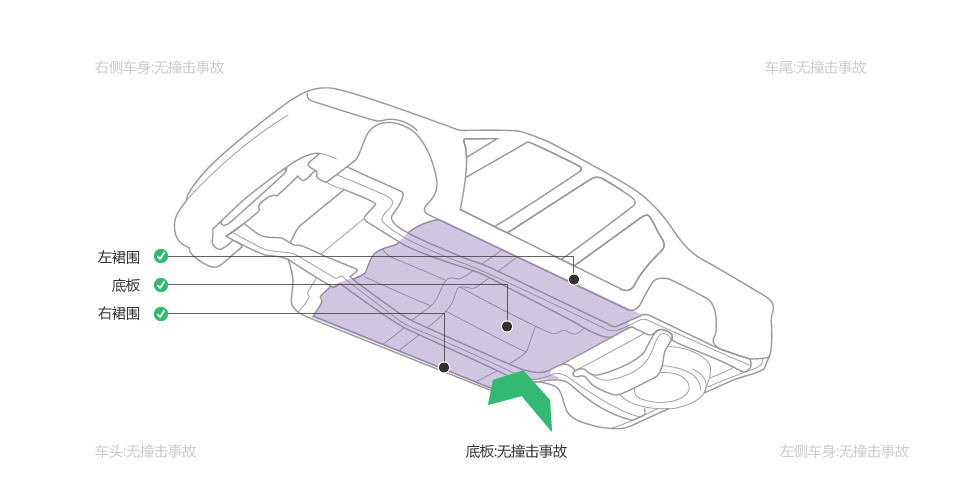 右侧车身:无撞击事故
车尾:无撞击事故
左裙围
底板
右裙围
车头:无撞击事故
底板:无撞击事故
左侧车身:无撞击事故